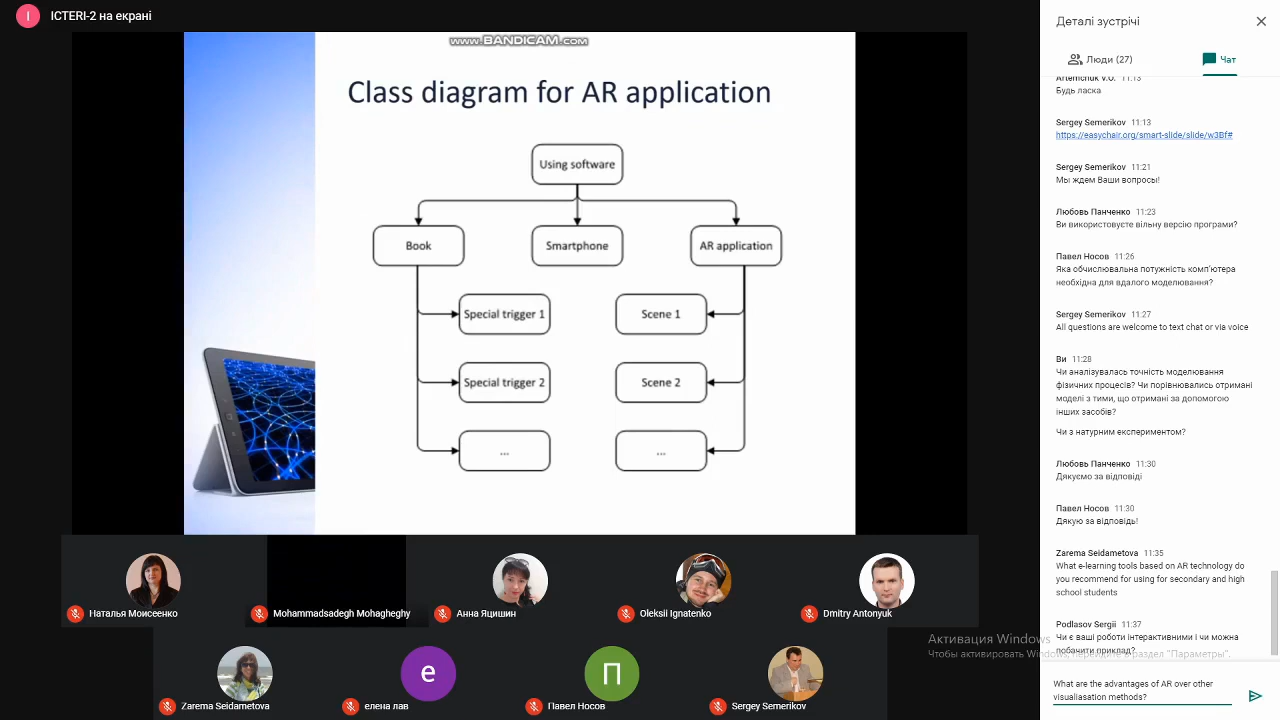 I
ICTERI-2 на екрані
www.BANDICAM.com
Class diagram for AR application
Using software
Book
Smartphone
AR application
Special trigger 1
Scene 1
Special trigger 2
Scene 2
...
...
Наталья Моисеенко
Mohammadsadegh Mohagheghy
Анна Яцишин
Oleksii Ignatenko
Dmitry Antonyuk
е
П
Zarema Seidametova
елена лав
Павел Носов
Sergey Semerikov
Деталі зустрічі
Люди (27)
Чат
Artemchuk V.O. 11:13
Будь ласка
Sergey Semerikov 11:13
https://easychair.org/smart-slide/slide/w3Bf#
Sergey Semerikov 11:21
Мы ждем Ваши вопросы!
Любовь Панченко 11:23
Ви використовуєте вільну версію програми?
Павел Носов 11:26
Яка обчислювальна потужність комп'ютера
необхідна для вдалого моделювання?
Sergey Semerikov 11:27
All questions are welcome to text chat or via voice
Ви 11:28
Чи аналізувалась точність моделювання
фізичних процесів? Чи порівнювались отримані
моделі з тими, що отримані за допомогою
інших засобів?
Чи з натурним експериментом?
Любовь Панченко 11:30
Дякуємо за відповіді
Павел Носов 11:30
Дякую за відповідь!
Zarema Seidametova 11:35
What e-learning tools based on AR technology do
you recommend for using for secondary and high
school students
Podlasov Sergii 11:37
Чи є ваші роботи інтерактивними і чи можна
побачити приклад?
Активация Windows
Чтобы активировать Windows, перейдите в раздел "Параметры".
What are the advantages of AR over other
visualiasation methods?